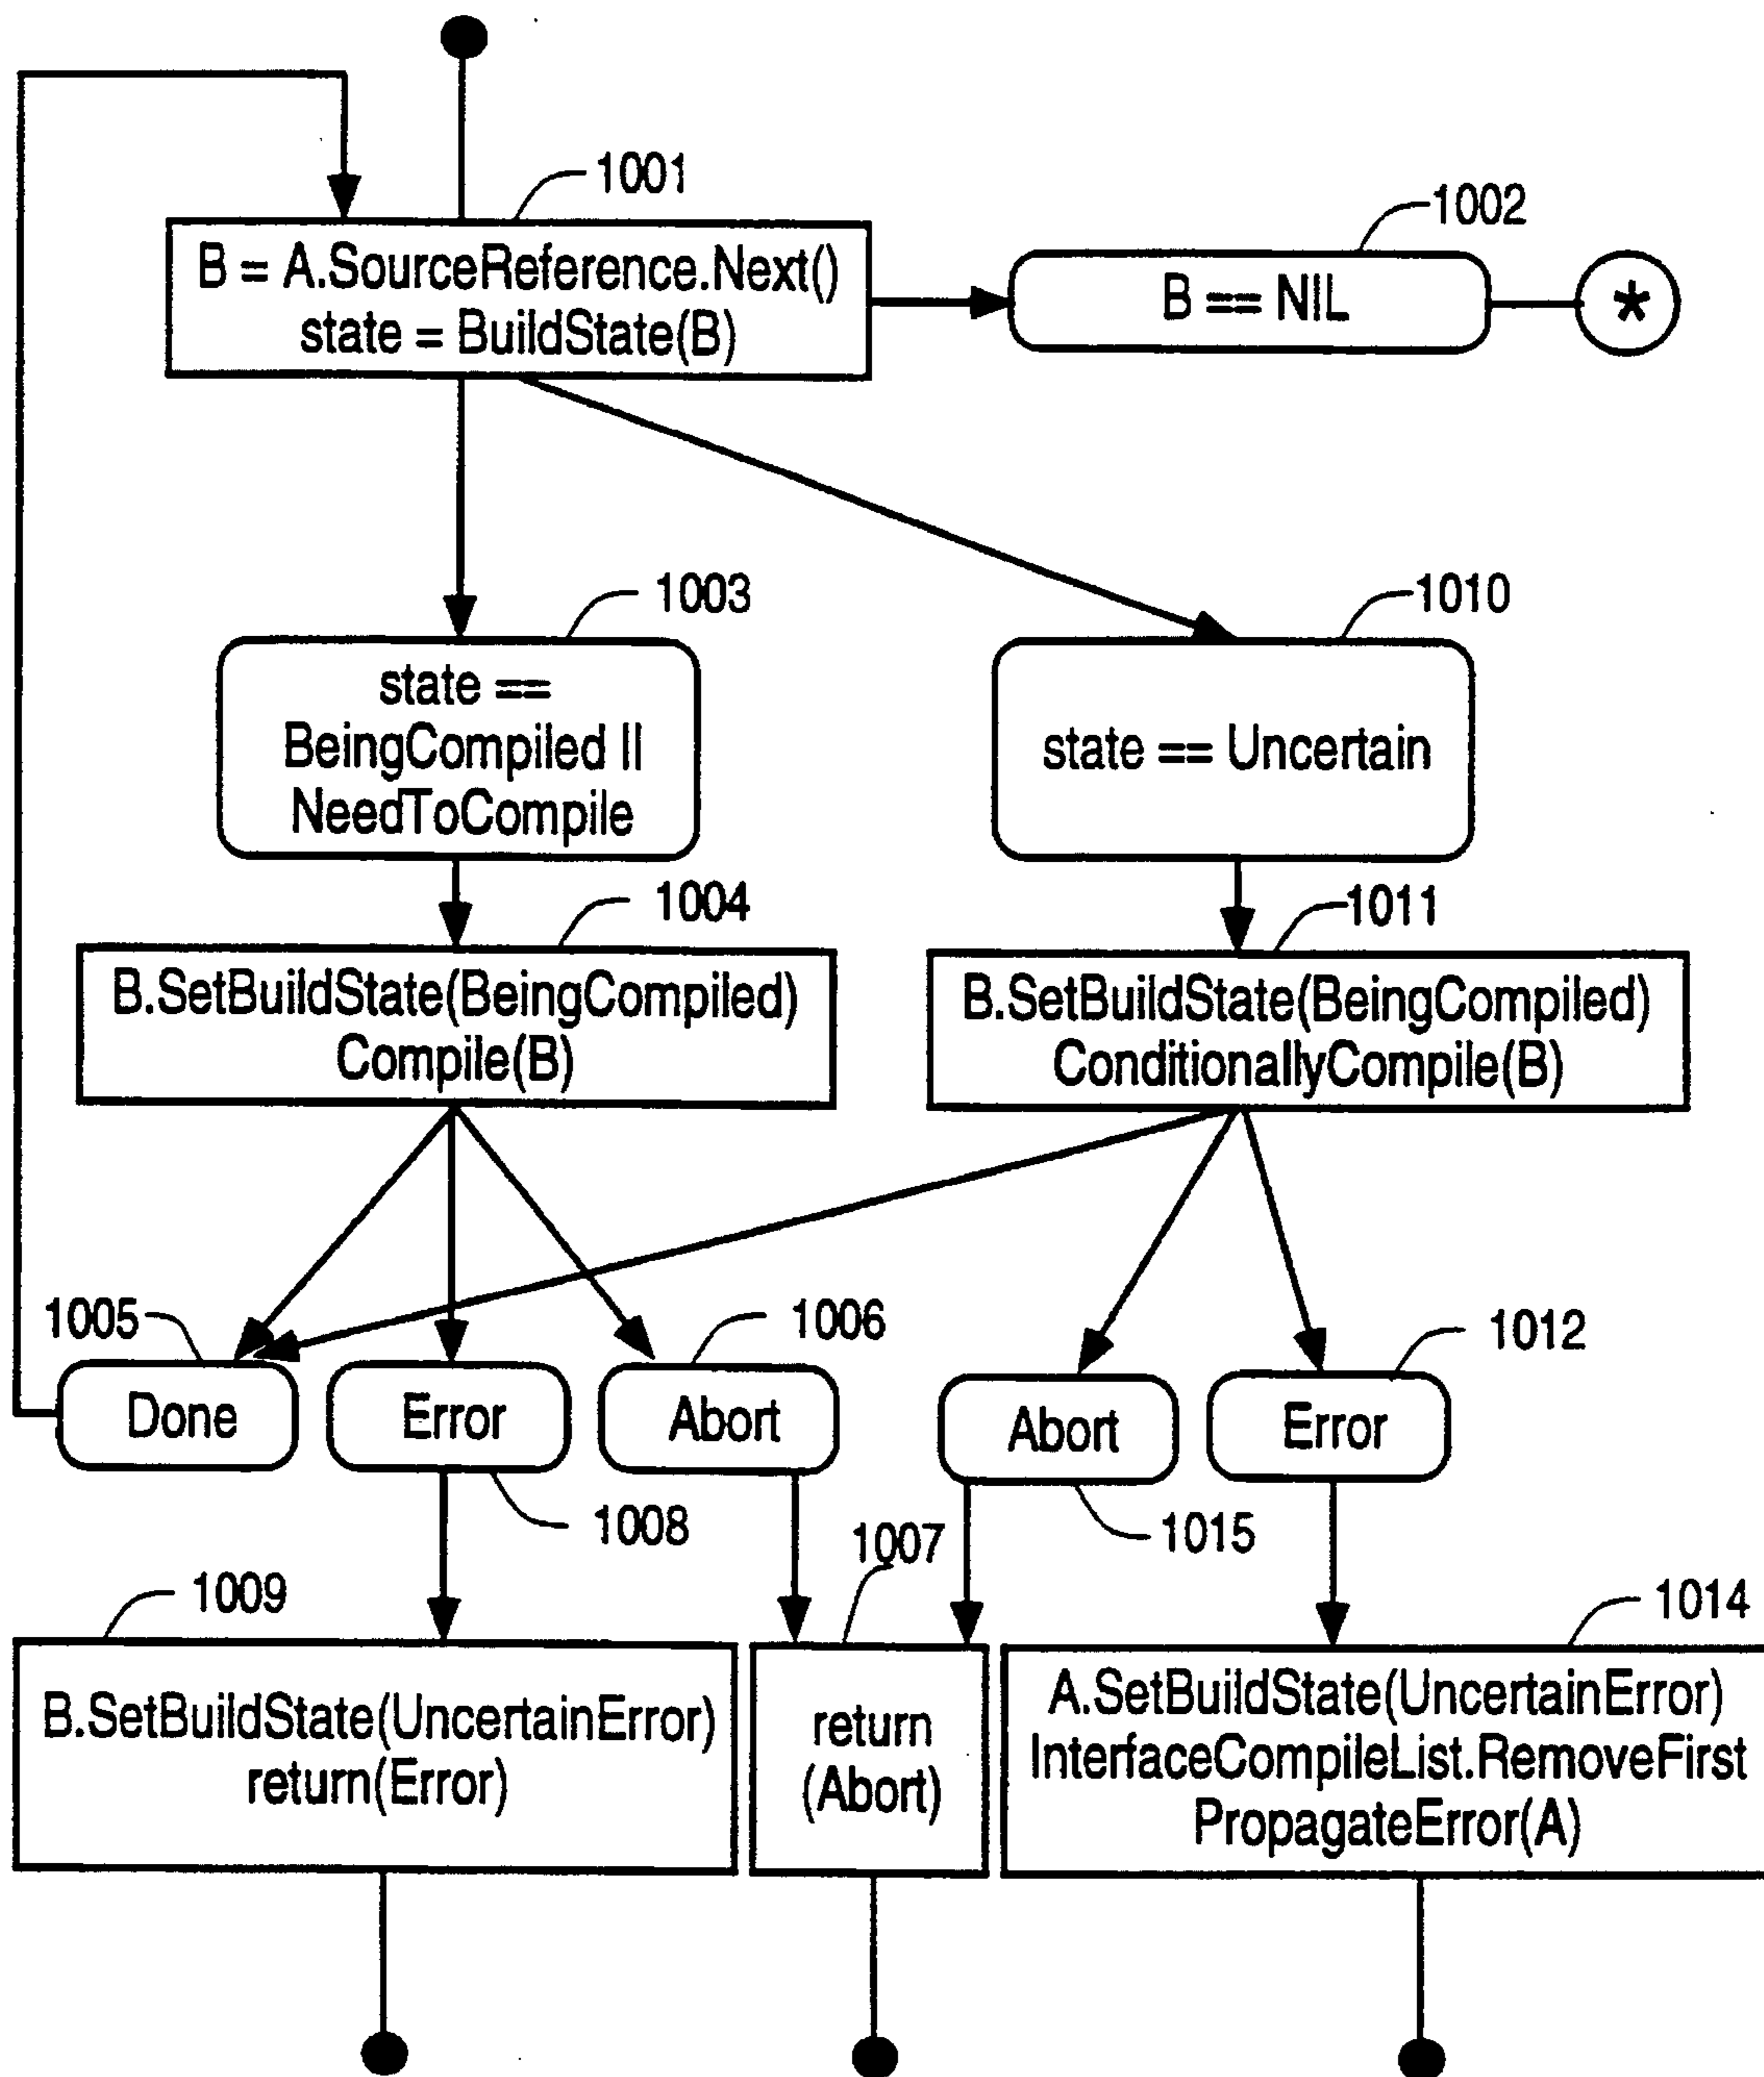 1001
1002
B = A.SourceReference.Next()
state = BuildState(B)
B == NIL
*
1003
1010
state ==
BeingCompiled ||
NeedToCompile
state == Uncertain
1004
1011
B.SetBuildState(BeingCompiled)
Compile(B)
B.SetBuildState(BeingCompiled)
ConditionallyCompile(B)
1005
1006
1012
Done
Error
Abort
Abort
Error
1008
1007
1015
1009
1014
B.SetBuildState(UncertainError)
return(Error)
return
(Abort)
A.SetBuildState(UncertainError)
InterfaceCompileList.RemoveFirst
PropagateError(A)